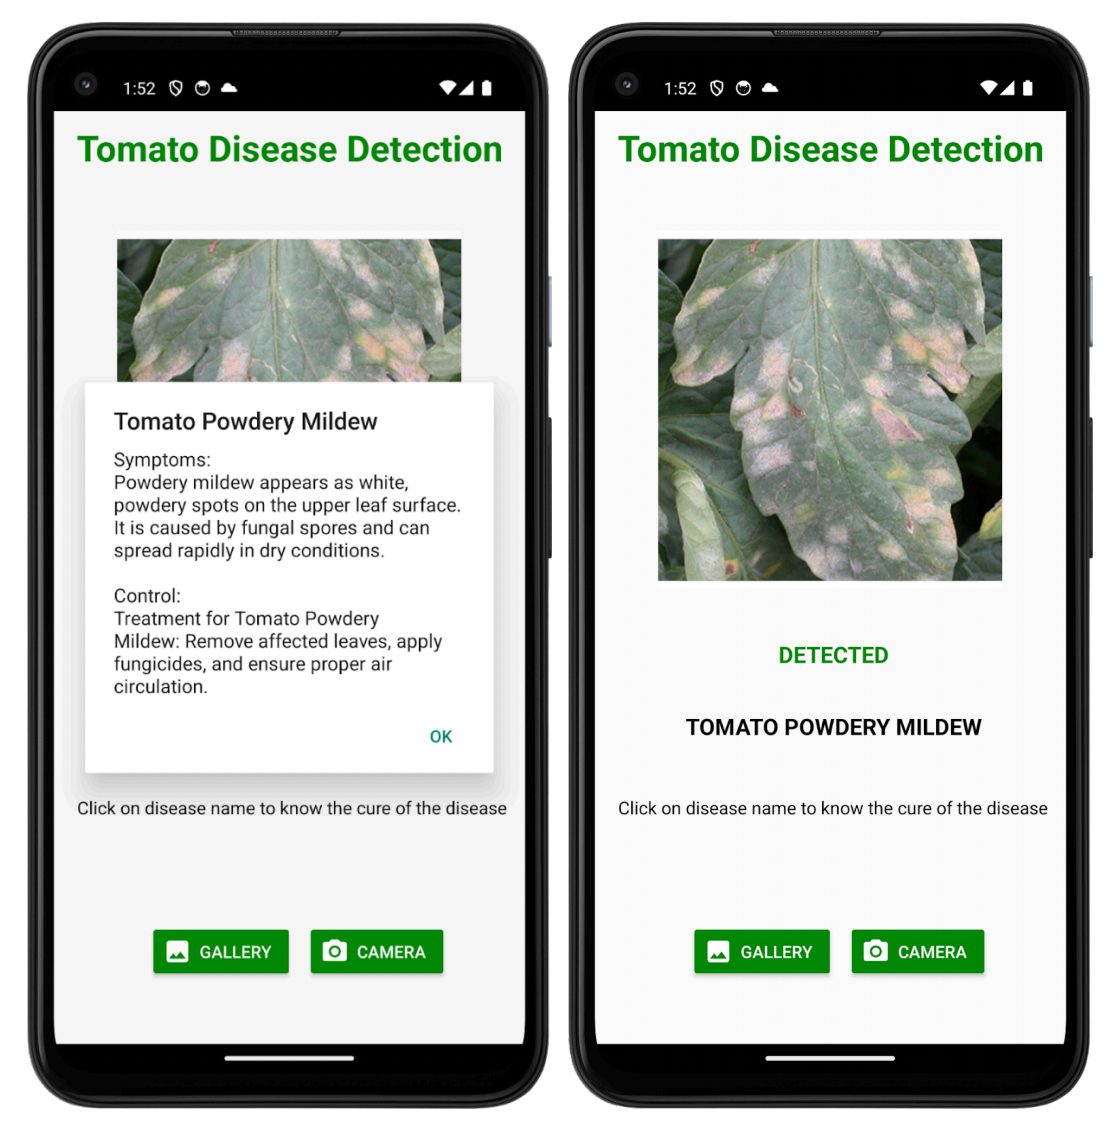 1:52
Tomato Disease Detection
Tomato Powdery Mildew
Symptoms:
Powdery mildew appears as white,
powdery spots on the upper leaf surface.
It is caused by fungal spores and can
spread rapidly in dry conditions.
Control:
Treatment for Tomato Powdery
Mildew: Remove affected leaves, apply
fungicides, and ensure proper air
circulation.
OK
Click on disease name to know the cure of the disease
GALLERY
CAMERA
1:52
Tomato Disease Detection
DETECTED
TOMATO POWDERY MILDEW
Click on disease name to know the cure of the disease
GALLERY
CAMERA